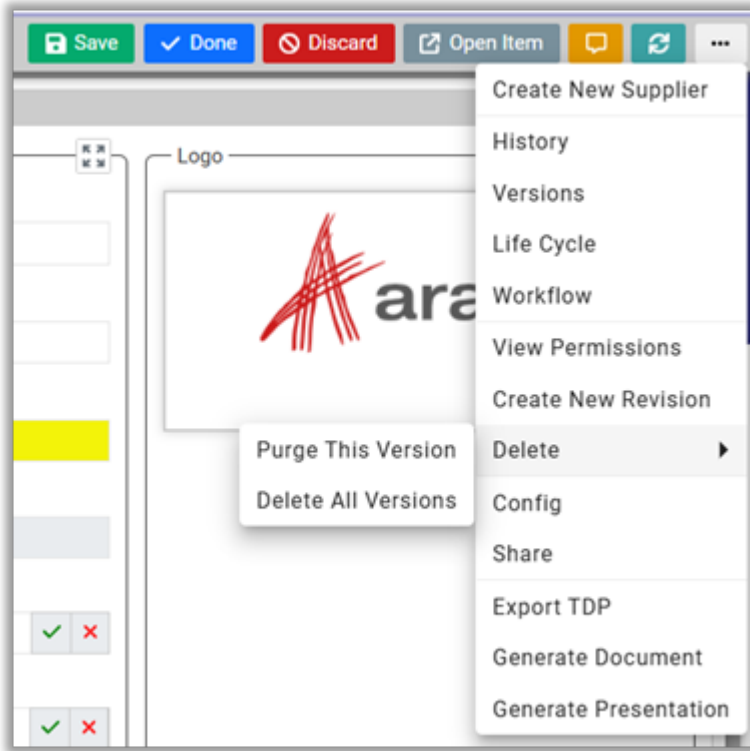 Save
Done
Discard
Open Item
Create New Supplier
Logo
History
Versions
Life Cycle
Workflow
View Permissions
Create New Revision
Purge This Version
Delete
Delete All Versions
Config
Share
Export TDP
Generate Document
Generate Presentation